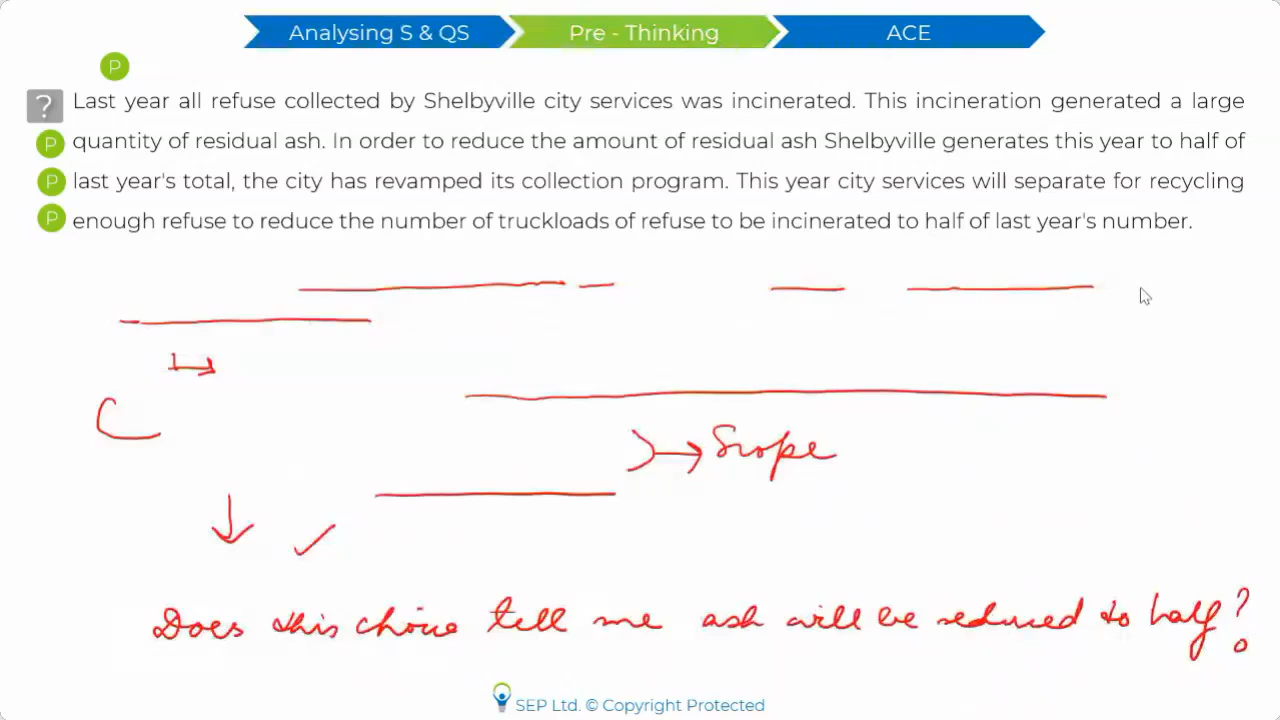 Analysing S & QS Pre - Thinking ACE
P
? Last year all refuse collected by Shelbyville city services was incinerated. This incineration generated a large
P quantity of residual ash. In order to reduce the amount of residual ash Shelbyville generates this year to half of
P last year's total, the city has revamped its collection program. This year city services will separate for recycling
P enough refuse to reduce the number of truckloads of refuse to be incinerated to half of last year's number.
C
Scope
Does this choice tell me ash will be reduced to half?
SEP Ltd. © Copyright Protected